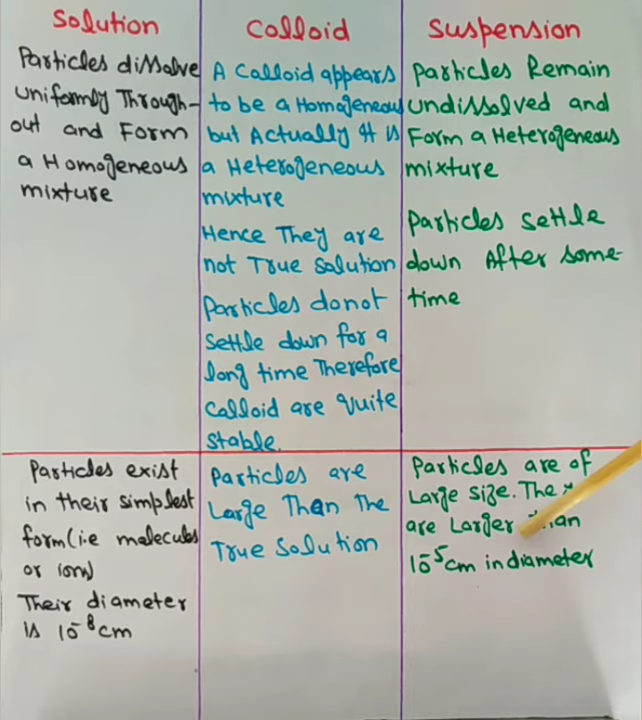 Solution
Particles dissolve
uniformly Through-
out and Form
a Homogeneous
mixture
Colloid
A Colloid appears
to be a Homogeneous
but Actually It is
a Heterogeneous
mixture
Hence They are
not True solution
Particles donot
Settle down for a
long time Therefore
Colloid are Quite
stable.
Suspension
Particles Remain
undissolved and
Form a Heterogeneous
mixture
Particles settle
down After some-
time
Particles exist
in their simplest
form(i.e molecules
or ions)
Their diameter
is 10⁻⁸cm
Particles are
Large Than The
True Solution
Particles are of
Large size. The
are Larger
10⁻⁵cm in diameter